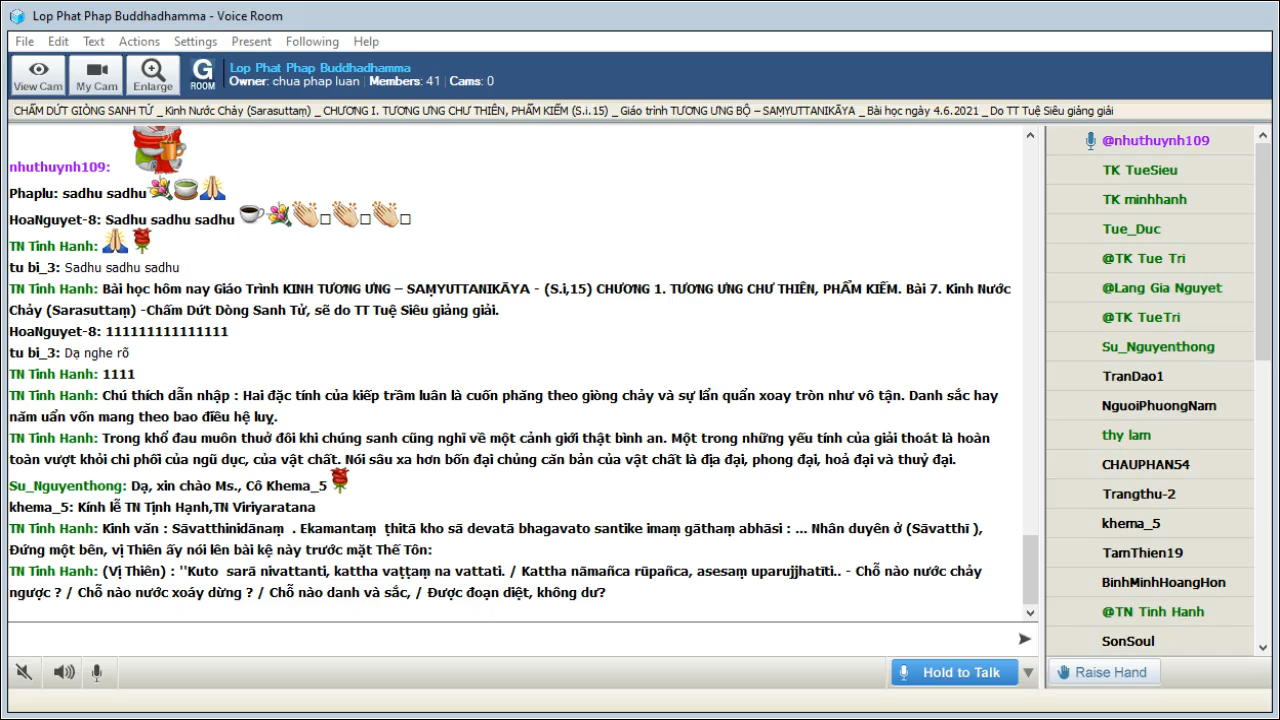 Lop Phat Phap Buddhadhamma - Voice Room
File Edit Text Actions Settings Present Following Help
View Cam My Cam Enlarge G ROOM
Lop Phat Phap Buddhadhamma
Owner: chua phap luan | Members: 41 | Cams: 0
CHẤM DỨT GIÒNG SANH TỬ _ Kinh Nước Chảy (Sarasuttaṃ) _ CHƯƠNG I. TƯƠNG ƯNG CHƯ THIÊN, PHẨM KIẾM (S.i.15) _ Giáo trình TƯƠNG ƯNG BỘ – SAṂYUTTANIKĀYA _ Bài học ngày 4.6.2021 _ Do TT Tuệ Siêu giảng giải
nhuthuynh109:
Phaplu: sadhu sadhu
HoaNguyet-8: Sadhu sadhu sadhu
TN Tinh Hanh:
tu bi_3: Sadhu sadhu sadhu
TN Tinh Hanh: Bài học hôm nay Giáo Trình KINH TƯƠNG ƯNG – SAṂYUTTANIKĀYA - (S.i,15) CHƯƠNG 1. TƯƠNG ƯNG CHƯ THIÊN, PHẨM KIẾM. Bài 7. Kinh Nước
Chảy (Sarasuttaṃ) -Chấm Dứt Dòng Sanh Tử, sẽ do TT Tuệ Siêu giảng giải.
HoaNguyet-8: 111111111111111
tu bi_3: Dạ nghe rõ
TN Tinh Hanh: 1111
TN Tinh Hanh: Chú thích dẫn nhập : Hai đặc tính của kiếp trầm luân là cuốn phăng theo giòng chảy và sự lẩn quẩn xoay tròn như vô tận. Danh sắc hay
năm uẩn vốn mang theo bao điều hệ luỵ.
TN Tinh Hanh: Trong khổ đau muôn thuở đôi khi chúng sanh cũng nghĩ về một cảnh giới thật bình an. Một trong những yếu tính của giải thoát là hoàn
toàn vượt khỏi chi phối của ngũ dục, của vật chất. Nói sâu xa hơn bốn đại chủng căn bản của vật chất là địa đại, phong đại, hoả đại và thuỷ đại.
Su_Nguyenthong: Dạ, xin chào Ms., Cô Khema_5
khema_5: Kính lễ TN Tịnh Hạnh,TN Viriyaratana
TN Tinh Hanh: Kinh văn : Sāvatthinidānaṃ . Ekamantaṃ ṭhitā kho sā devatā bhagavato santike imaṃ gāthaṃ abhāsi : ... Nhân duyên ở (Sāvatthī ),
Đứng một bên, vị Thiên ấy nói lên bài kệ này trước mặt Thế Tôn:
TN Tinh Hanh: (Vị Thiên) : "Kuto sarā nivattanti, kattha vaṭṭaṃ na vattati. / Kattha nāmañca rūpañca, asesaṃ uparujjhatīti.. - Chỗ nào nước chảy
ngược ? / Chỗ nào nước xoáy dừng ? / Chỗ nào danh và sắc, / Được đoạn diệt, không dư?
Hold to Talk
@nhuthuynh109
TK TueSieu
TK minhhanh
Tue_Duc
@TK Tue Tri
@Lang Gia Nguyet
@TK TueTri
Su_Nguyenthong
TranDao1
NguoiPhuongNam
thy lam
CHAUPHAN54
Trangthu-2
khema_5
TamThien19
BinhMinhHoangHon
@TN Tinh Hanh
SonSoul
Raise Hand